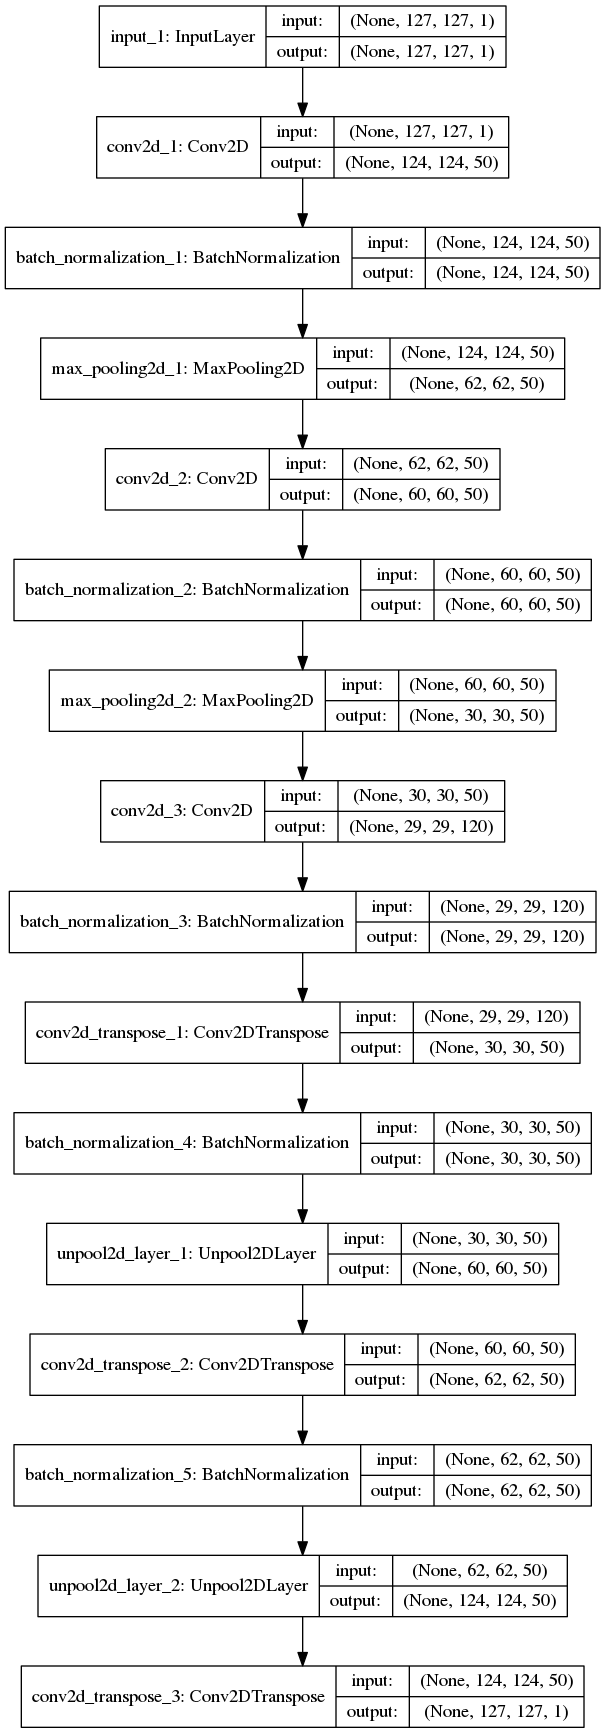 input_1: InputLayer
input: (None, 127, 127, 1)
output: (None, 127, 127, 1)
conv2d_1: Conv2D
input: (None, 127, 127, 1)
output: (None, 124, 124, 50)
batch_normalization_1: BatchNormalization
input: (None, 124, 124, 50)
output: (None, 124, 124, 50)
max_pooling2d_1: MaxPooling2D
input: (None, 124, 124, 50)
output: (None, 62, 62, 50)
conv2d_2: Conv2D
input: (None, 62, 62, 50)
output: (None, 60, 60, 50)
batch_normalization_2: BatchNormalization
input: (None, 60, 60, 50)
output: (None, 60, 60, 50)
max_pooling2d_2: MaxPooling2D
input: (None, 60, 60, 50)
output: (None, 30, 30, 50)
conv2d_3: Conv2D
input: (None, 30, 30, 50)
output: (None, 29, 29, 120)
batch_normalization_3: BatchNormalization
input: (None, 29, 29, 120)
output: (None, 29, 29, 120)
conv2d_transpose_1: Conv2DTranspose
input: (None, 29, 29, 120)
output: (None, 30, 30, 50)
batch_normalization_4: BatchNormalization
input: (None, 30, 30, 50)
output: (None, 30, 30, 50)
unpool2d_layer_1: Unpool2DLayer
input: (None, 30, 30, 50)
output: (None, 60, 60, 50)
conv2d_transpose_2: Conv2DTranspose
input: (None, 60, 60, 50)
output: (None, 62, 62, 50)
batch_normalization_5: BatchNormalization
input: (None, 62, 62, 50)
output: (None, 62, 62, 50)
unpool2d_layer_2: Unpool2DLayer
input: (None, 62, 62, 50)
output: (None, 124, 124, 50)
conv2d_transpose_3: Conv2DTranspose
input: (None, 124, 124, 50)
output: (None, 127, 127, 1)